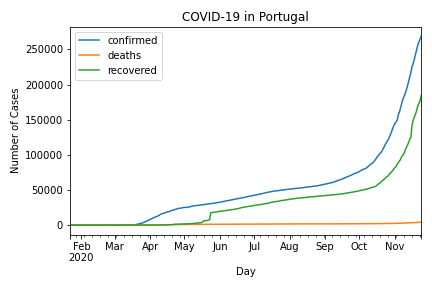 COVID-19 in Portugal
confirmed
deaths
recovered
Number of Cases
250000
200000
150000
100000
50000
0
Feb Mar Apr May Jun Jul Aug Sep Oct Nov
2020
Day